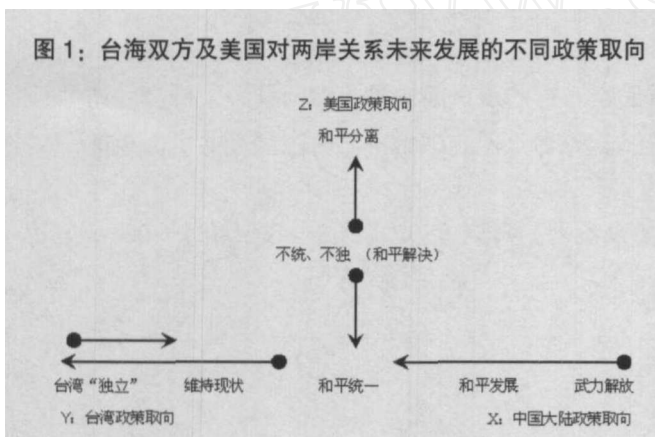 图1：台海双方及美国对两岸关系未来发展的不同政策取向
Z：美国政策取向
和平分离
不统、不独（和平解决）
台湾“独立” 维持现状 和平统一 和平发展 武力解放
Y：台湾政策取向 X：中国大陆政策取向